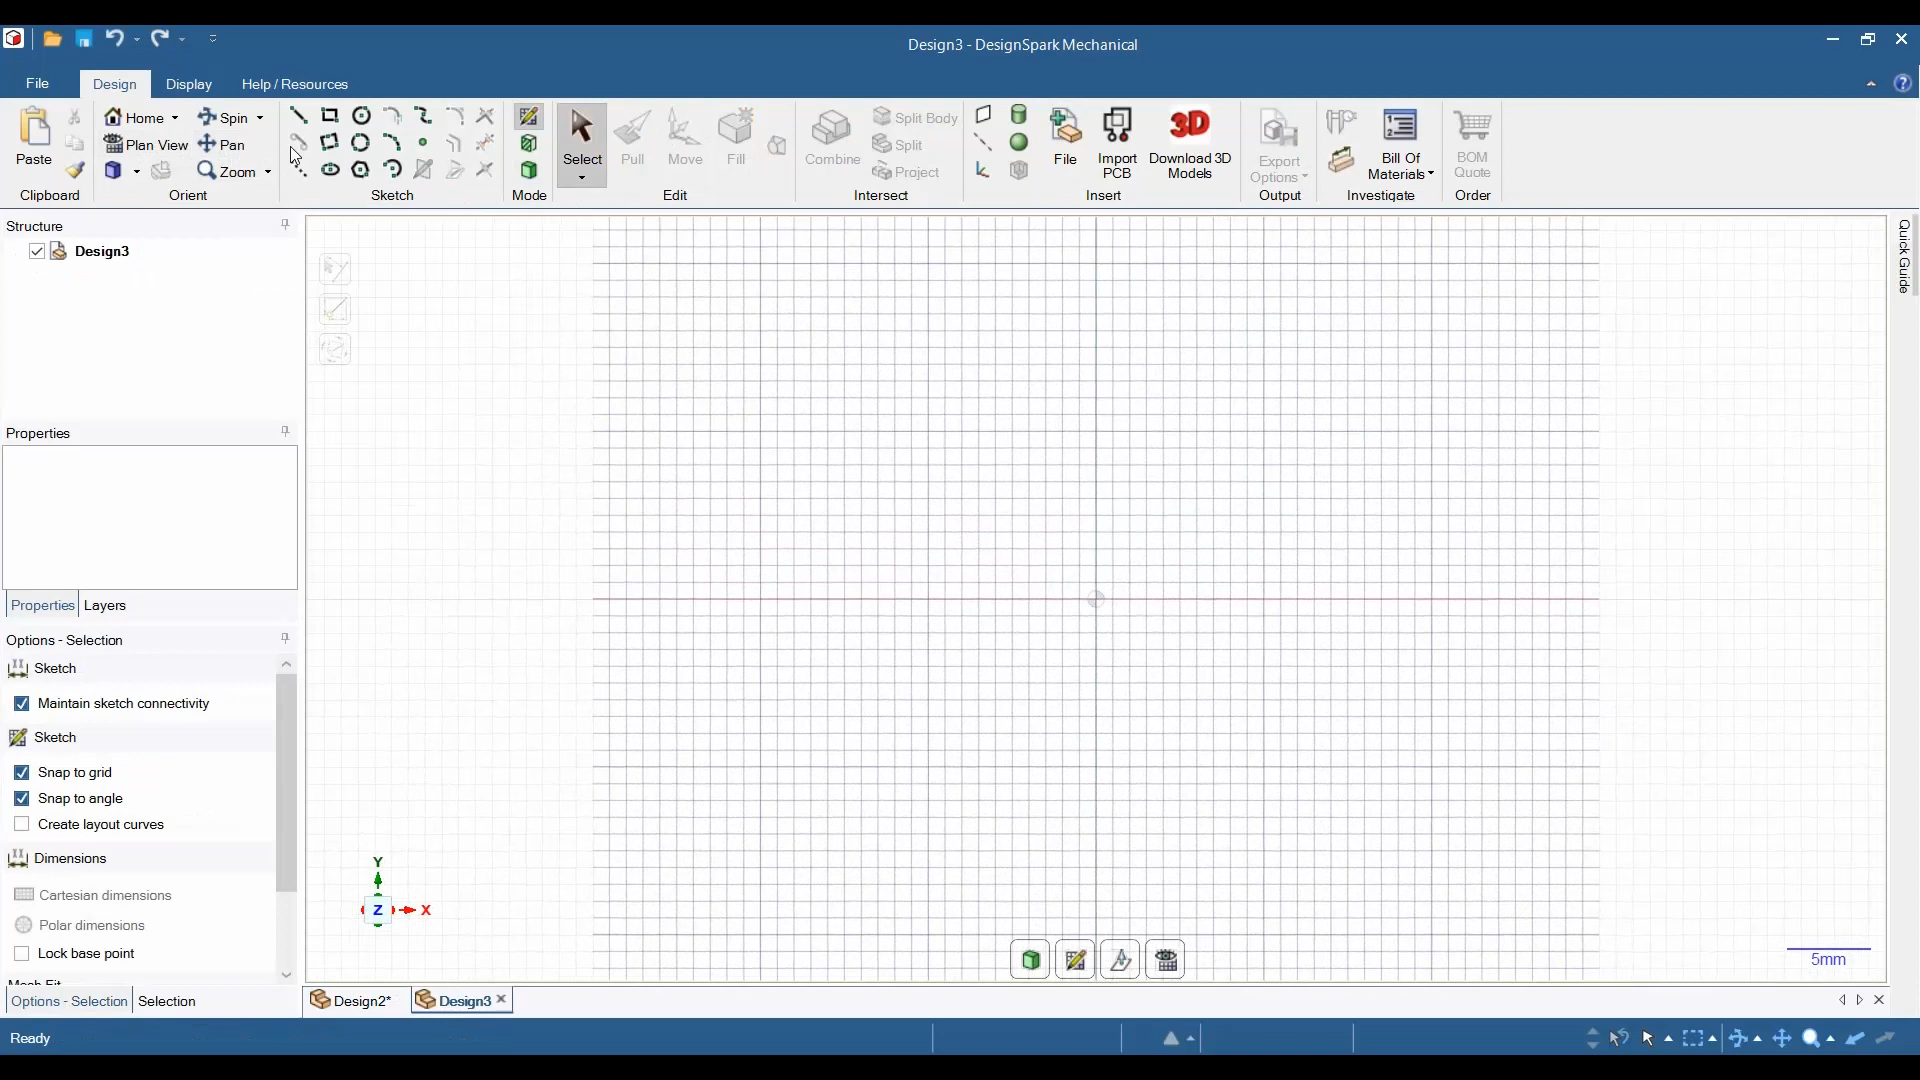 Design3 - DesignSpark Mechanical
File Design Display Help / Resources
Paste
Clipboard
Home Spin
Plan View Pan
Zoom
Orient
Sketch
Mode
Select Pull Move Fill
Edit
Combine
Split Body
Split
Project
Intersect
File
Import
PCB
3D
Download 3D
Models
Insert
Export
Options
Output
Bill Of
Materials
Investigate
BOM
Quote
Order
Structure
Design3
Quick Guide
Properties
Properties Layers
Options - Selection
Sketch
Maintain sketch connectivity
Sketch
Snap to grid
Snap to angle
Create layout curves
Dimensions
Cartesian dimensions
Polar dimensions
Lock base point
Options - Selection Selection
Y
Z X
5mm
Design2* Design3
Ready